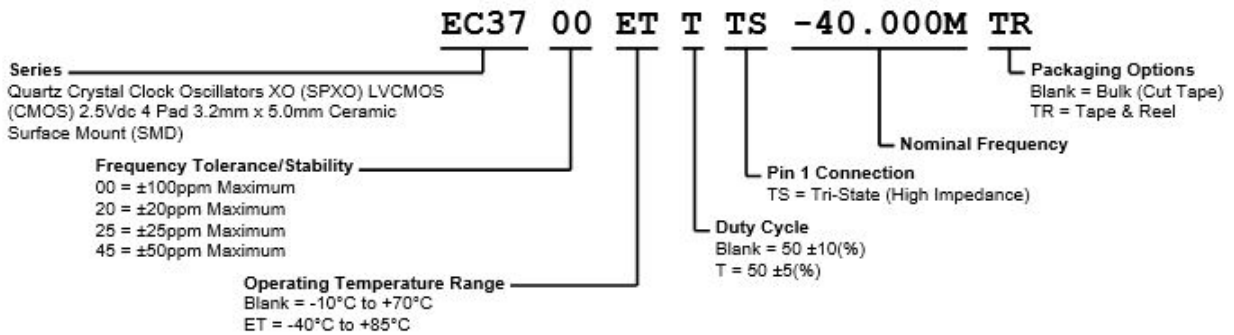 EC37 00 ET T TS -40.000M TR
Series
Quartz Crystal Clock Oscillators XO (SPXO) LVCMOS
(CMOS) 2.5Vdc 4 Pad 3.2mm x 5.0mm Ceramic
Surface Mount (SMD)
Frequency Tolerance/Stability
00 = ±100ppm Maximum
20 = ±20ppm Maximum
25 = ±25ppm Maximum
45 = ±50ppm Maximum
Operating Temperature Range
Blank = -10°C to +70°C
ET = -40°C to +85°C
Packaging Options
Blank = Bulk (Cut Tape)
TR = Tape & Reel
Nominal Frequency
Pin 1 Connection
TS = Tri-State (High Impedance)
Duty Cycle
Blank = 50 ±10(%)
T = 50 ±5(%)